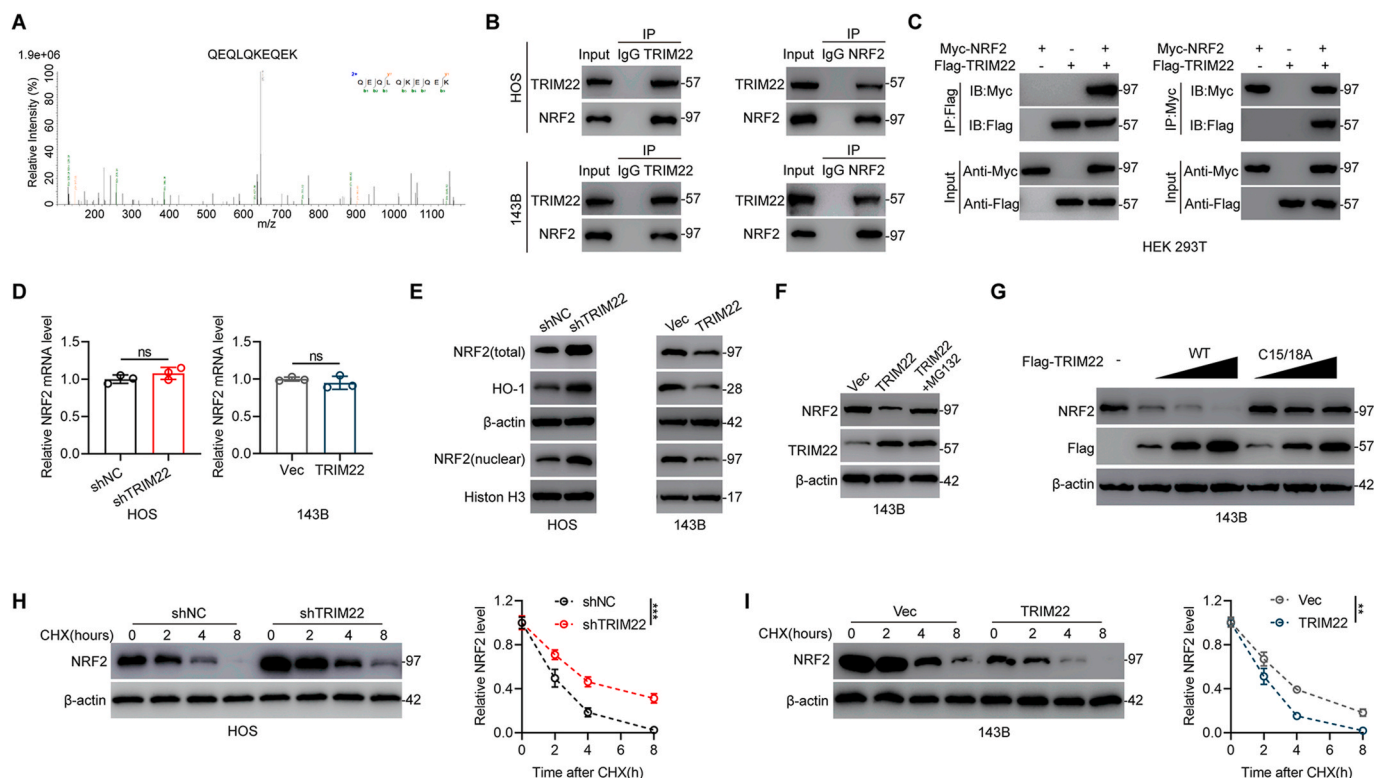 A
QEQLQKEQEK
1.9e+06
Relative Intensity (%)
100
80
60
40
20
0
2+
Q E Q L Q K E Q E K
200 300 400 500 600 700 800 900 1000 1100
m/z
B
HOS
IP
Input IgG TRIM22
TRIM22 -57
NRF2 -97
IP
Input IgG NRF2
TRIM22 -57
NRF2 -97
143B
IP
Input IgG TRIM22
TRIM22 -57
NRF2 -97
IP
Input IgG NRF2
TRIM22 -57
NRF2 -97
C
Myc-NRF2 + - +
Flag-TRIM22 - + +
IP:Flag
IB:Myc -97
IB:Flag -57
Input
Anti-Myc -97
Anti-Flag -57
Myc-NRF2 + - +
Flag-TRIM22 - + +
IP:Myc
IB:Myc -97
IB:Flag -57
Input
Anti-Myc -97
Anti-Flag -57
HEK 293T
D
Relative NRF2 mRNA level
1.5
1.0
0.5
0.0
ns
shNC
shTRIM22
HOS
Relative NRF2 mRNA level
1.5
1.0
0.5
0.0
ns
Vec
TRIM22
143B
E
shNC
shTRIM22
Vec
TRIM22
NRF2(total) -97
HO-1 -28
β-actin -42
NRF2(nuclear) -97
Histon H3 -17
HOS
143B
F
Vec
TRIM22
TRIM22
+MG132
NRF2 -97
TRIM22 -57
β-actin -42
143B
G
WT C15/18A
Flag-TRIM22 -
NRF2 -97
Flag -57
β-actin -42
143B
H
shNC shTRIM22
CHX(hours) 0 2 4 8 0 2 4 8
NRF2 -97
β-actin -42
HOS
Relative NRF2 level
1.2
0.8
0.4
0.0
0 2 4 6 8
Time after CHX(h)
shNC
shTRIM22
***
I
Vec TRIM22
CHX(hours) 0 2 4 8 0 2 4 8
NRF2 -97
β-actin -42
143B
Relative NRF2 level
1.2
0.8
0.4
0.0
0 2 4 6 8
Time after CHX(h)
Vec
TRIM22
**